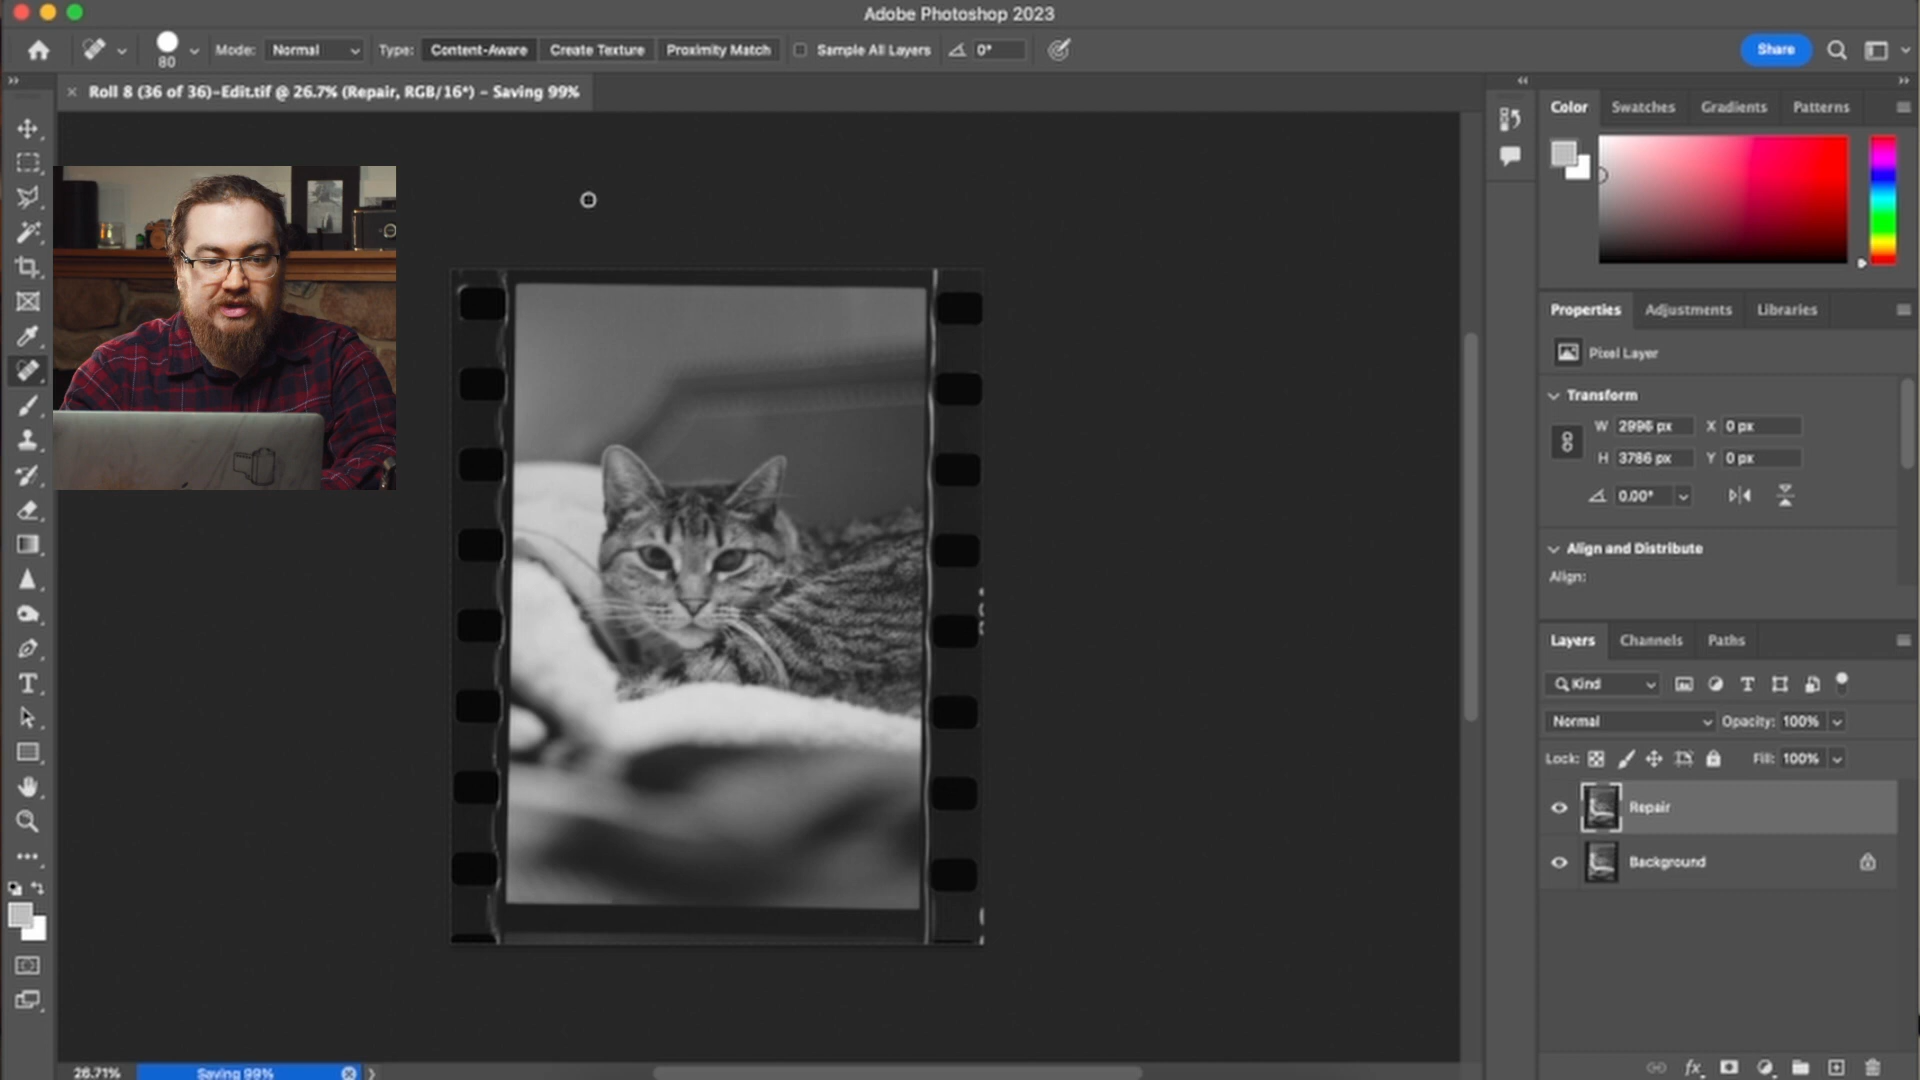 Adobe Photoshop 2023
80
Mode: Normal
Type: Content-Aware Create Texture Proximity Match
Sample All Layers
0°
Share
× Roll 8 (36 of 36)-Edit.tif @ 26.7% (Repair, RGB/16*) - Saving 99%
Color Swatches Gradients Patterns
Properties Adjustments Libraries
Pixel Layer
Transform
W 2996 px X 0 px
H 3786 px Y 0 px
0.00°
Align and Distribute
Align:
Layers Channels Paths
Kind
Normal Opacity: 100%
Lock: Fill: 100%
Repair
Background
26.71% Saving 99%